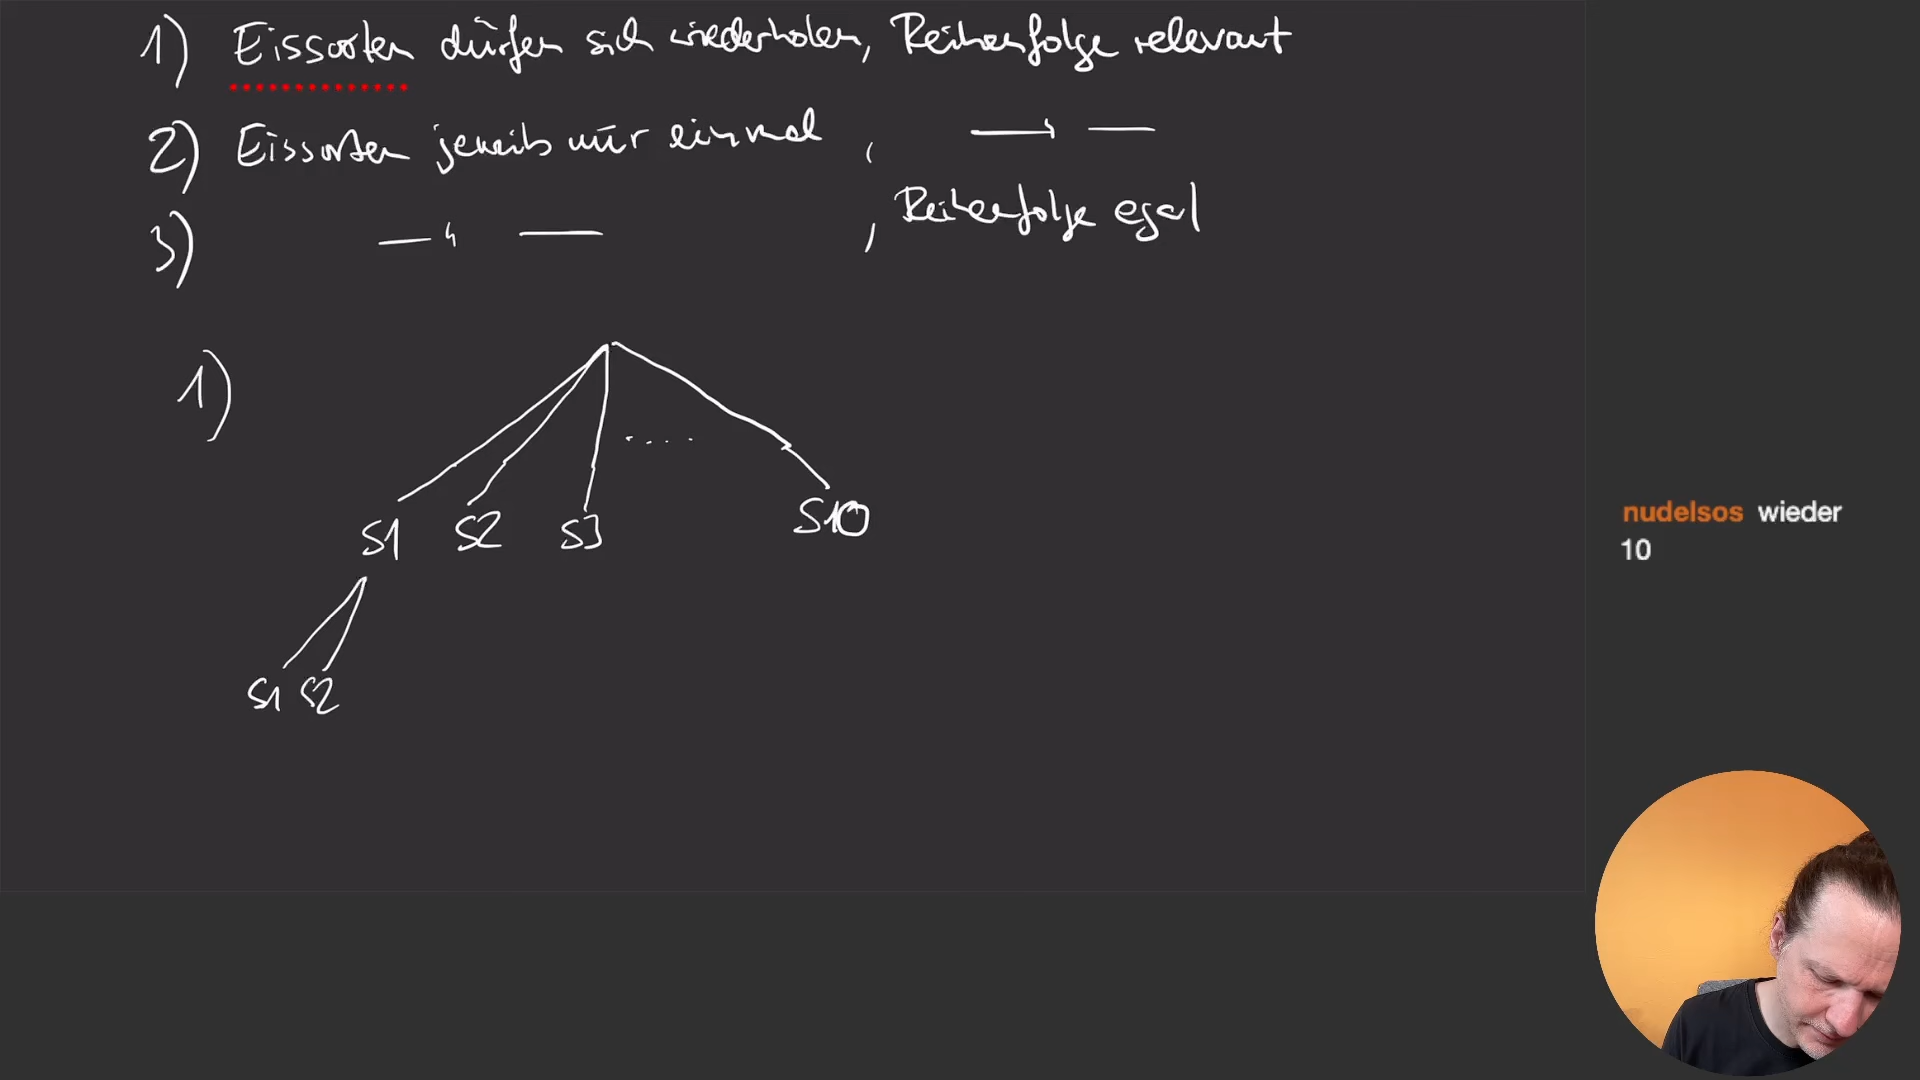 1) Eissorten dürfen sich wiederholen, Reihenfolge relevant
2) Eissorten jeweils nur einmal, — " —
3) — " —, Reihenfolge egal
1)
.....
S1 S2 S3 S10
S1 S2
nudelsos wieder
10